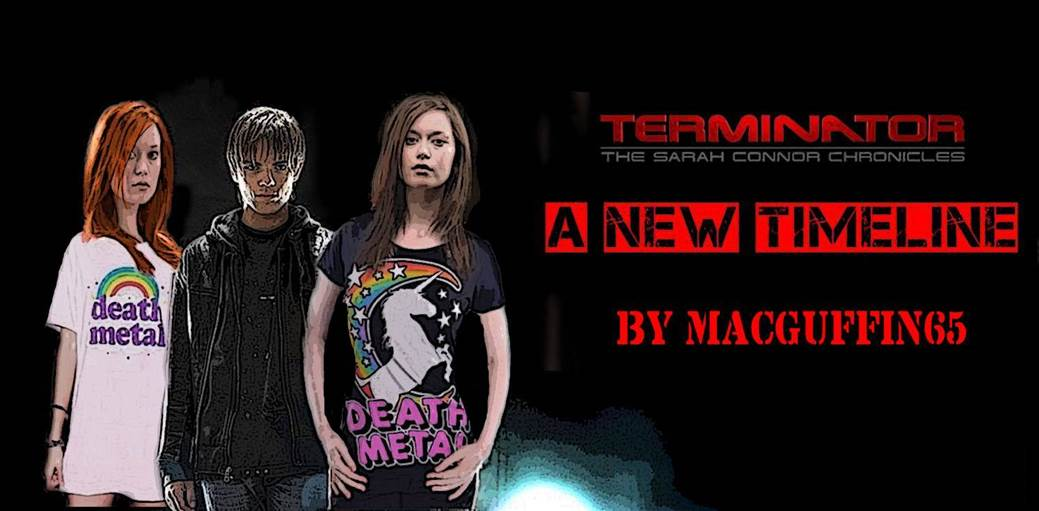 TERMINATOR
THE SARAH CONNOR CHRONICLES
A NEW TIMELINE
BY MACGUFFIN65
death
metal
DEATH
METAL